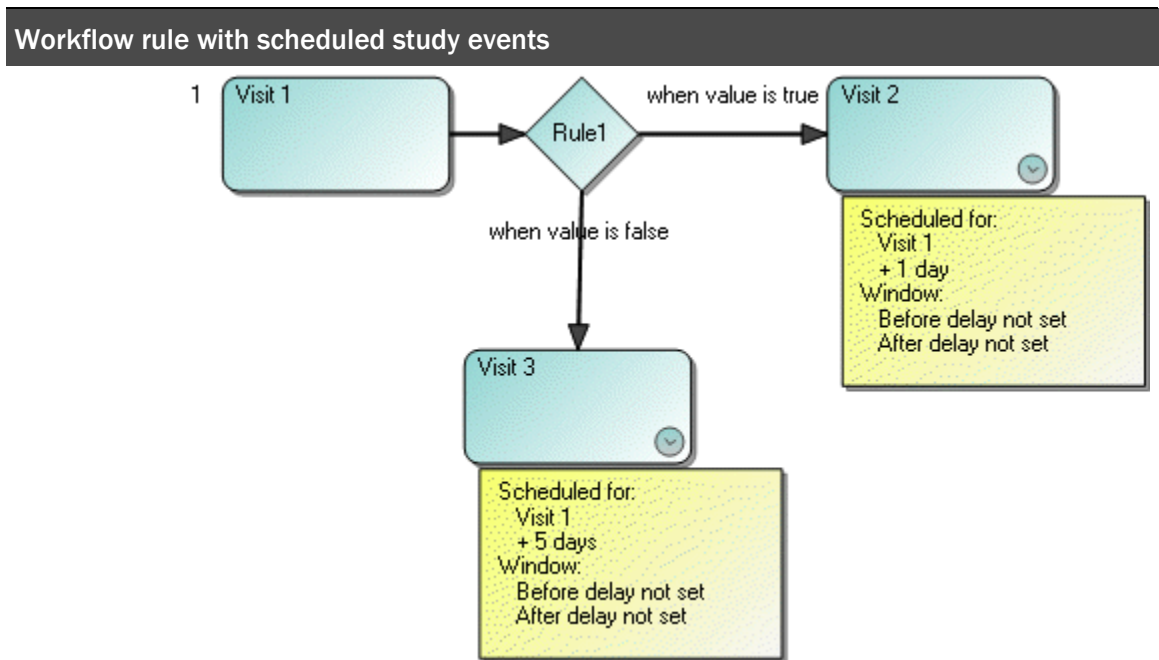 Workflow rule with scheduled study events
1
Visit 1
Rule1
when value is true
Visit 2
Scheduled for:
Visit 1
+ 1 day
Window:
Before delay not set
After delay not set
when value is false
Visit 3
Scheduled for:
Visit 1
+ 5 days
Window:
Before delay not set
After delay not set